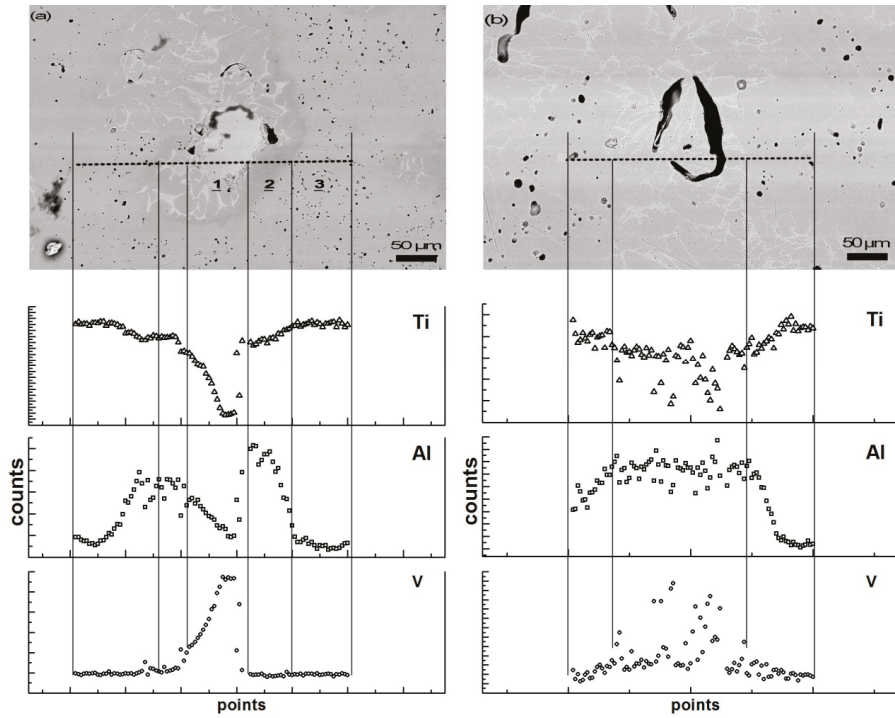 (a)
1 2 3
50 µm
(b)
50 µm
Ti
Al
V
counts
points
Ti
Al
V
counts
points